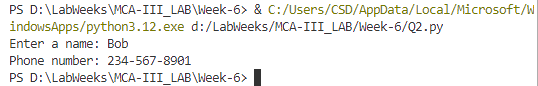 PS D:\LabWeeks\MCA-III_LAB\Week-6> & C:/Users/CSD/AppData/Local/Microsoft/W
indowsApps/python3.12.exe d:/LabWeeks/MCA-III_LAB/Week-6/Q2.py
Enter a name: Bob
Phone number: 234-567-8901
PS D:\LabWeeks\MCA-III_LAB\Week-6>